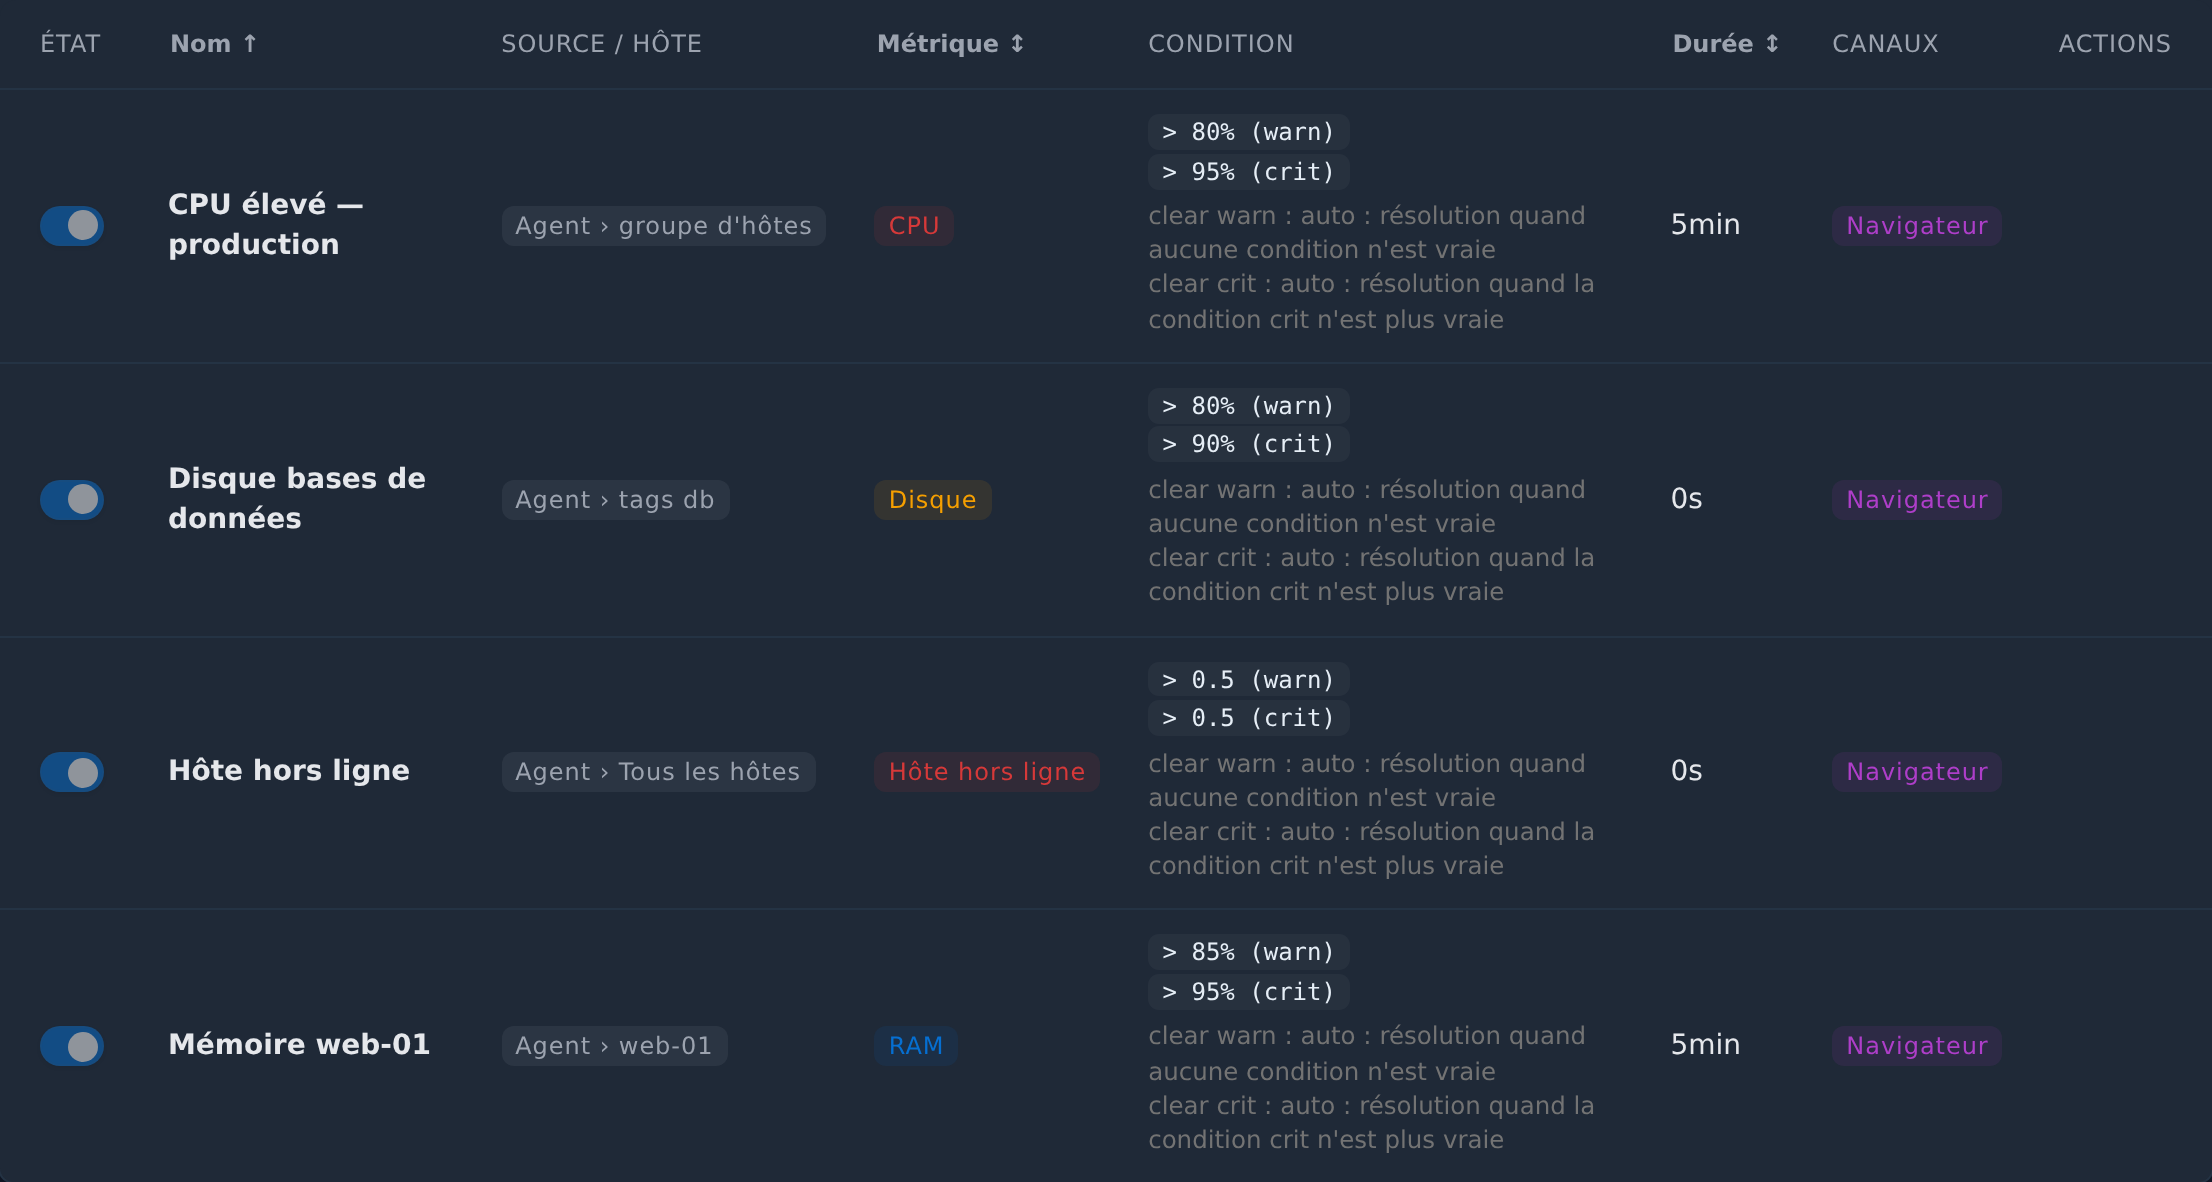 ÉTAT Nom ↑ SOURCE / HÔTE Métrique ↕ CONDITION Durée ↕ CANAUX ACTIONS
CPU élevé —
production
Agent › groupe d'hôtes
CPU
> 80% (warn)
> 95% (crit)
clear warn : auto : résolution quand
aucune condition n'est vraie
clear crit : auto : résolution quand la
condition crit n'est plus vraie
5min
Navigateur
Disque bases de
données
Agent › tags db
Disque
> 80% (warn)
> 90% (crit)
clear warn : auto : résolution quand
aucune condition n'est vraie
clear crit : auto : résolution quand la
condition crit n'est plus vraie
0s
Navigateur
Hôte hors ligne
Agent › Tous les hôtes
Hôte hors ligne
> 0.5 (warn)
> 0.5 (crit)
clear warn : auto : résolution quand
aucune condition n'est vraie
clear crit : auto : résolution quand la
condition crit n'est plus vraie
0s
Navigateur
Mémoire web-01
Agent › web-01
RAM
> 85% (warn)
> 95% (crit)
clear warn : auto : résolution quand
aucune condition n'est vraie
clear crit : auto : résolution quand la
condition crit n'est plus vraie
5min
Navigateur